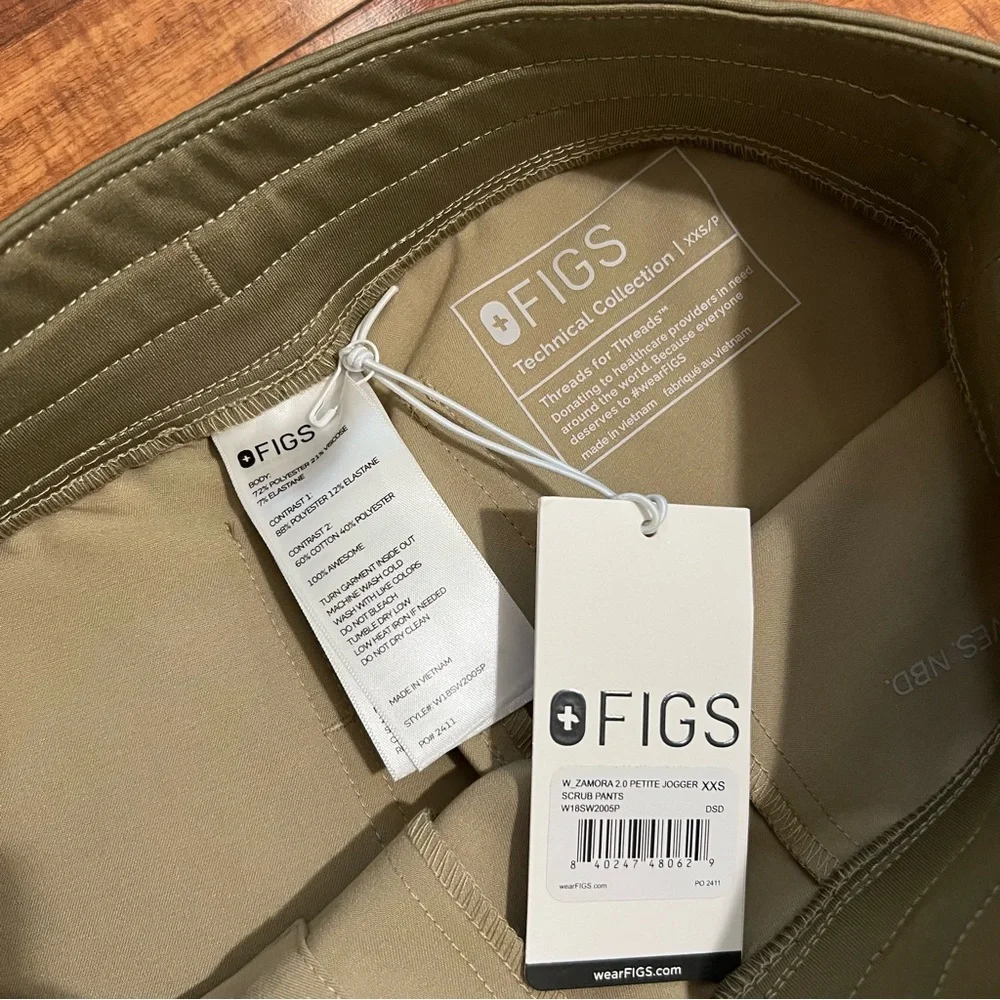 FIGS
Technical Collection | XXS/P
Threads for Threads™
Donating to healthcare providers in need
around the world. Because everyone
deserves to #wearFIGS
made in vietnam fabriqué au vietnam
FIGS
BODY:
72% POLYESTER 21% VISCOSE
7% ELASTANE
CONTRAST 1:
88% POLYESTER 12% ELASTANE
CONTRAST 2:
60% COTTON 40% POLYESTER
100% AWESOME
TURN GARMENT INSIDE OUT
MACHINE WASH COLD
WASH WITH LIKE COLORS
DO NOT BLEACH
TUMBLE DRY LOW
LOW HEAT IRON IF NEEDED
DO NOT DRY CLEAN
MADE IN VIETNAM
STYLE#: W18SW2005P
PO# 2411
VES. NBD.
FIGS
W_ZAMORA 2.0 PETITE JOGGER XXS
SCRUB PANTS
W18SW2005P DSD
8 40247 48062 9
wearFIGS.com PO 2411
wearFIGS.com